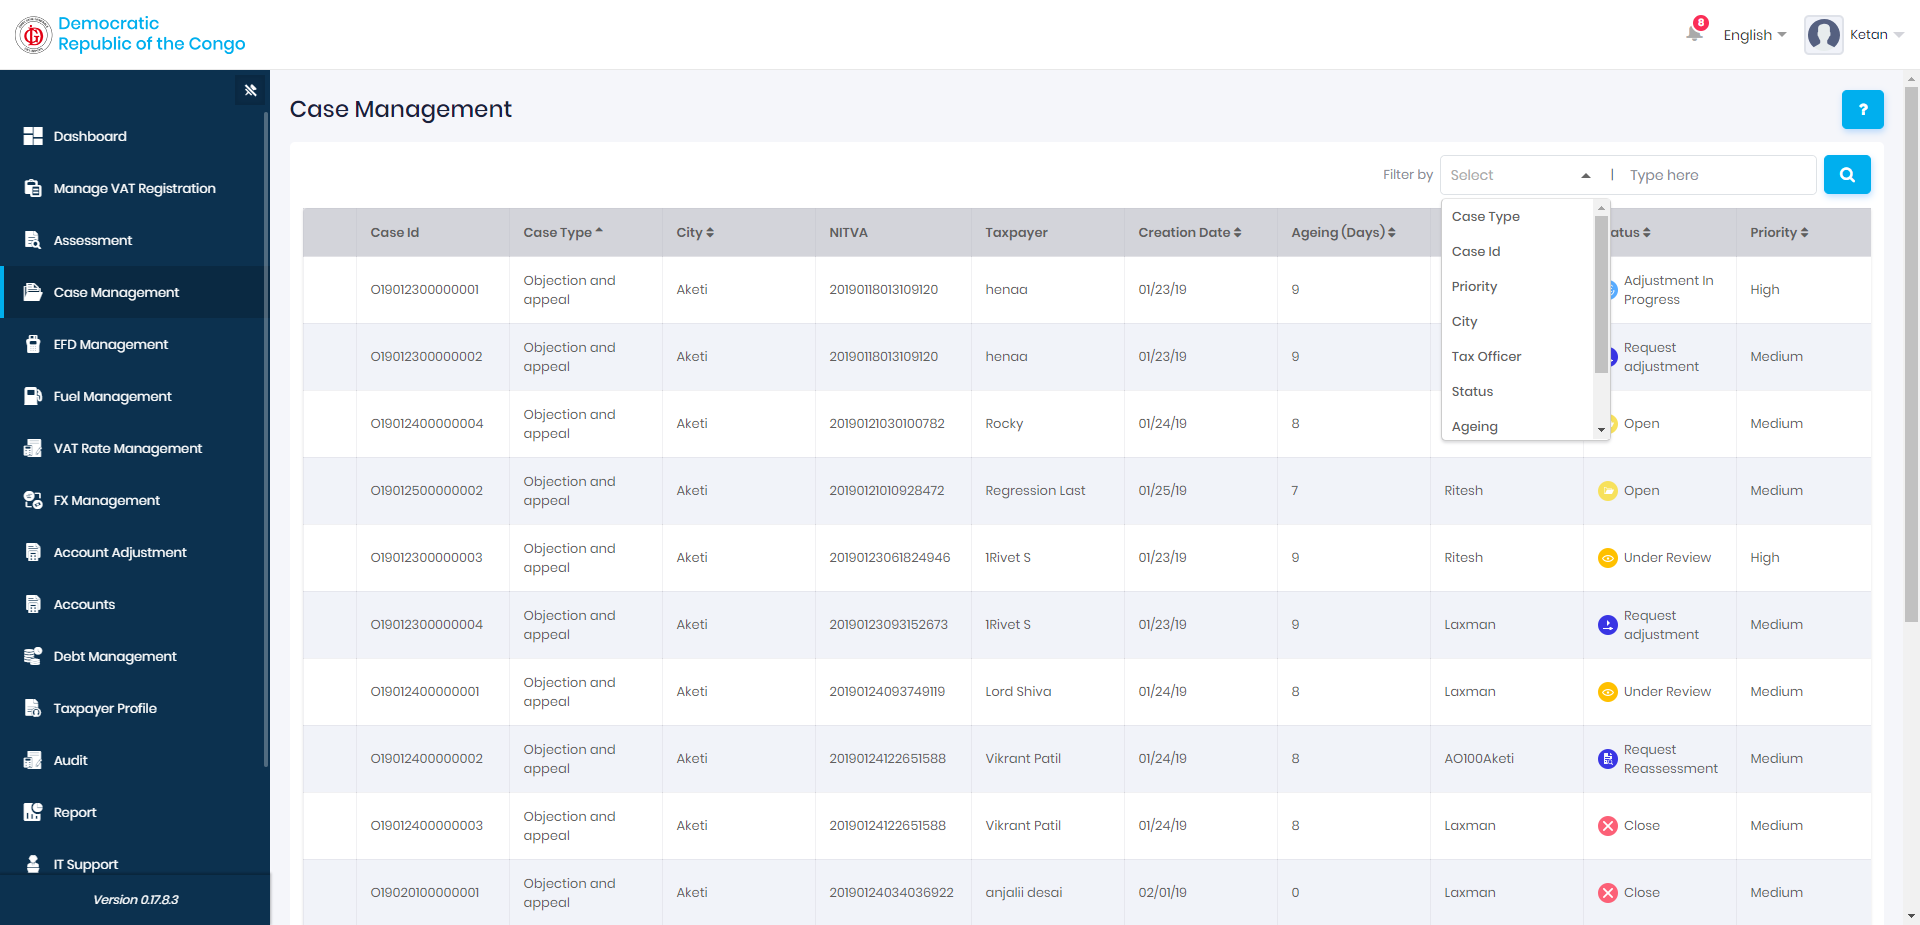 Democratic
Republic of the Congo
8
English
Ketan
Case Management
?
Filter by
Select
Type here
Dashboard
Manage VAT Registration
Assessment
Case Management
EFD Management
Fuel Management
VAT Rate Management
FX Management
Account Adjustment
Accounts
Debt Management
Taxpayer Profile
Audit
Report
IT Support
Version 0.17.8.3
Case Type
Case Id
Priority
City
Tax Officer
Status
Ageing
Case Id Case Type City NITVA Taxpayer Creation Date Ageing (Days) atus Priority
O19012300000001 Objection and appeal Aketi 20190118013109120 henaa 01/23/19 9 Adjustment In Progress High
O19012300000002 Objection and appeal Aketi 20190118013109120 henaa 01/23/19 9 Request adjustment Medium
O19012400000004 Objection and appeal Aketi 20190121030100782 Rocky 01/24/19 8 Open Medium
O19012500000002 Objection and appeal Aketi 20190121010928472 Regression Last 01/25/19 7 Ritesh Open Medium
O19012300000003 Objection and appeal Aketi 20190123061824946 1Rivet S 01/23/19 9 Ritesh Under Review High
O19012300000004 Objection and appeal Aketi 20190123093152673 1Rivet S 01/23/19 9 Laxman Request adjustment Medium
O19012400000001 Objection and appeal Aketi 20190124093749119 Lord Shiva 01/24/19 8 Laxman Under Review Medium
O19012400000002 Objection and appeal Aketi 20190124122651588 Vikrant Patil 01/24/19 8 AO100Aketi Request Reassessment Medium
O19012400000003 Objection and appeal Aketi 20190124122651588 Vikrant Patil 01/24/19 8 Laxman Close Medium
O19020100000001 Objection and appeal Aketi 20190124034036922 anjalii desai 02/01/19 0 Laxman Close Medium